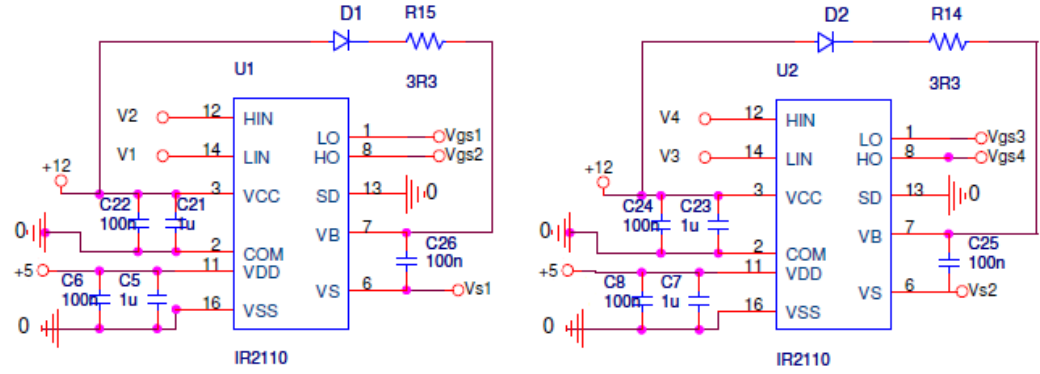 D1
R15
U1
3R3
V2
12
HIN
V1
14
LIN
LO
1
Vgs1
HO
8
Vgs2
+12
3
VCC
SD
13
0
C22
100n
C21
1u
VB
7
0
2
COM
C26
100n
+5
11
VDD
C6
100n
C5
1u
VS
6
Vs1
16
VSS
0
IR2110
D2
R14
U2
3R3
V4
12
HIN
V3
14
LIN
LO
1
Vgs3
HO
8
Vgs4
+12
3
VCC
SD
13
0
C24
100n
C23
1u
VB
7
0
2
COM
C25
100n
+5
11
VDD
C8
100n
C7
1u
VS
6
Vs2
16
VSS
0
IR2110